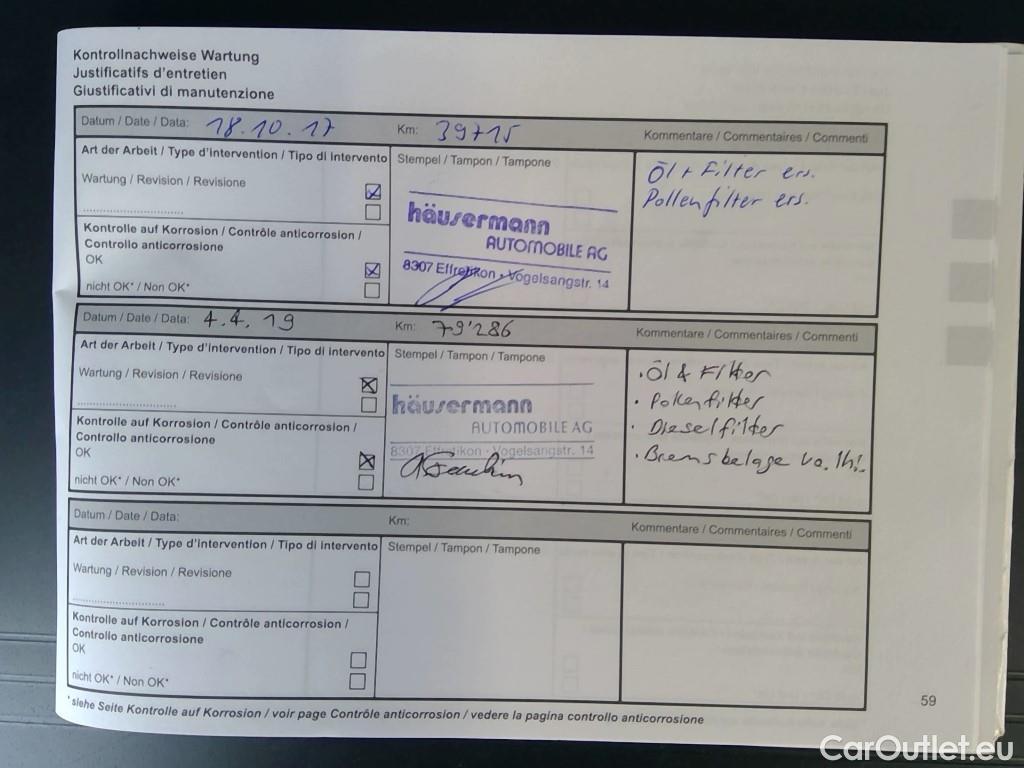 Kontrollnachweise Wartung
Justificatifs d'entretien
Giustificativi di manutenzione
Datum / Date / Data: 18.10.17 Km: 39715 Kommentare / Commentaires / Commenti
Art der Arbeit / Type d'intervention / Tipo di intervento
Wartung / Revision / Revisione
Kontrolle auf Korrosion / Contrôle anticorrosion /
Controllo anticorrosione
OK
nicht OK* / Non OK*
Stempel / Tampon / Tampone
häusermann
AUTOMOBILE AG
8307 Effretikon · Vogelsangstr. 14
Öl + Filter ers.
Pollenfilter ers.
Datum / Date / Data: 4.4.19 Km: 79'286 Kommentare / Commentaires / Commenti
Art der Arbeit / Type d'intervention / Tipo di intervento
Wartung / Revision / Revisione
Kontrolle auf Korrosion / Contrôle anticorrosion /
Controllo anticorrosione
OK
nicht OK* / Non OK*
Stempel / Tampon / Tampone
häusermann
AUTOMOBILE AG
8307 Effretikon · Vogelsangstr. 14
· Öl & Filter
· Pollenfilter
· Dieselfilter
· Bremsbeläge vo.
Datum / Date / Data: Km: Kommentare / Commentaires / Commenti
Art der Arbeit / Type d'intervention / Tipo di intervento
Wartung / Revision / Revisione
Kontrolle auf Korrosion / Contrôle anticorrosion /
Controllo anticorrosione
OK
nicht OK* / Non OK*
Stempel / Tampon / Tampone
* siehe Seite Kontrolle auf Korrosion / voir page Contrôle anticorrosion / vedere la pagina controllo anticorrosione
59
CarOutlet.eu